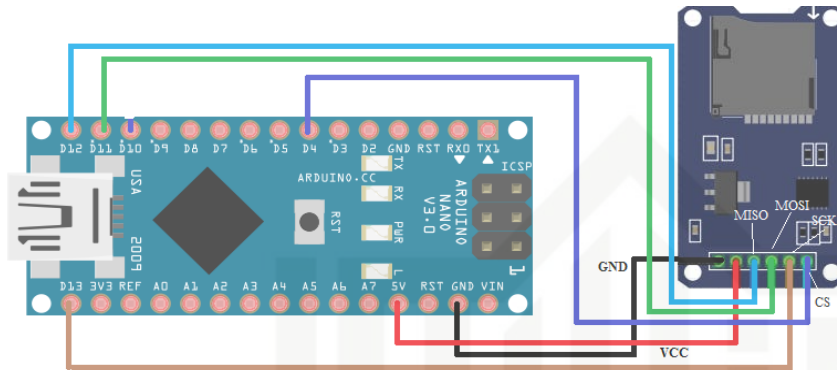 D12 D11 D10 D9 D8 D7 D6 D5 D4 D3 D2 GND RST RX0 TX1
TX
ICSP
ARDUINO.CC
RX
ARDUINO
NANO
V3.0
USA
RST
PWR
2009
L
D13 3V3 REF A0 A1 A2 A3 A4 A5 A6 A7 5V RST GND VIN
MOSI
MISO
SCK
GND
CS
VCC